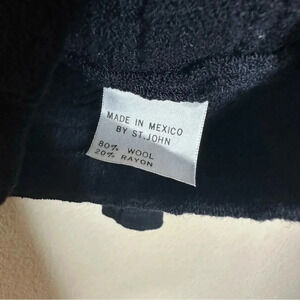 MADE IN MEXICO
BY ST.JOHN
80% WOOL
20% RAYON